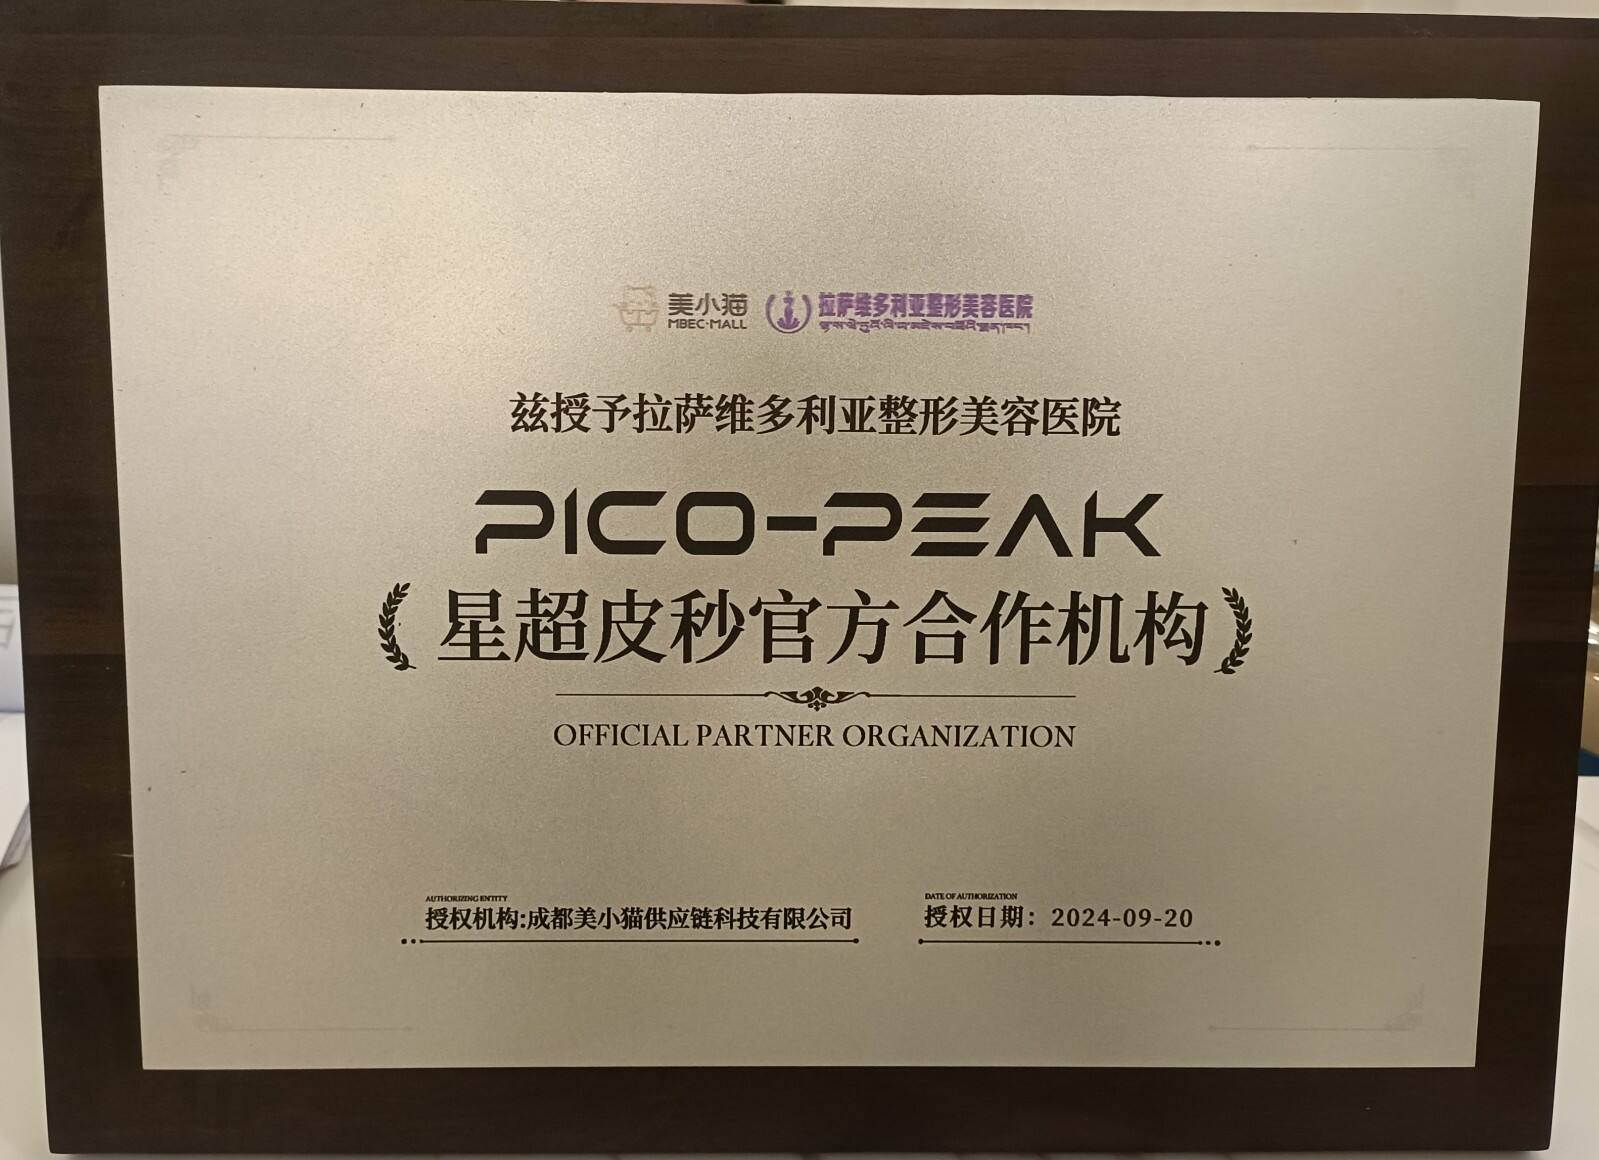 美小猫
MBEC·MALL
拉萨维多利亚整形美容医院
兹授予拉萨维多利亚整形美容医院
PICO-PEAK
星超皮秒官方合作机构
OFFICIAL PARTNER ORGANIZATION
AUTHORIZING ENTITY
授权机构:成都美小猫供应链科技有限公司
DATE OF AUTHORIZATION
授权日期：2024-09-20